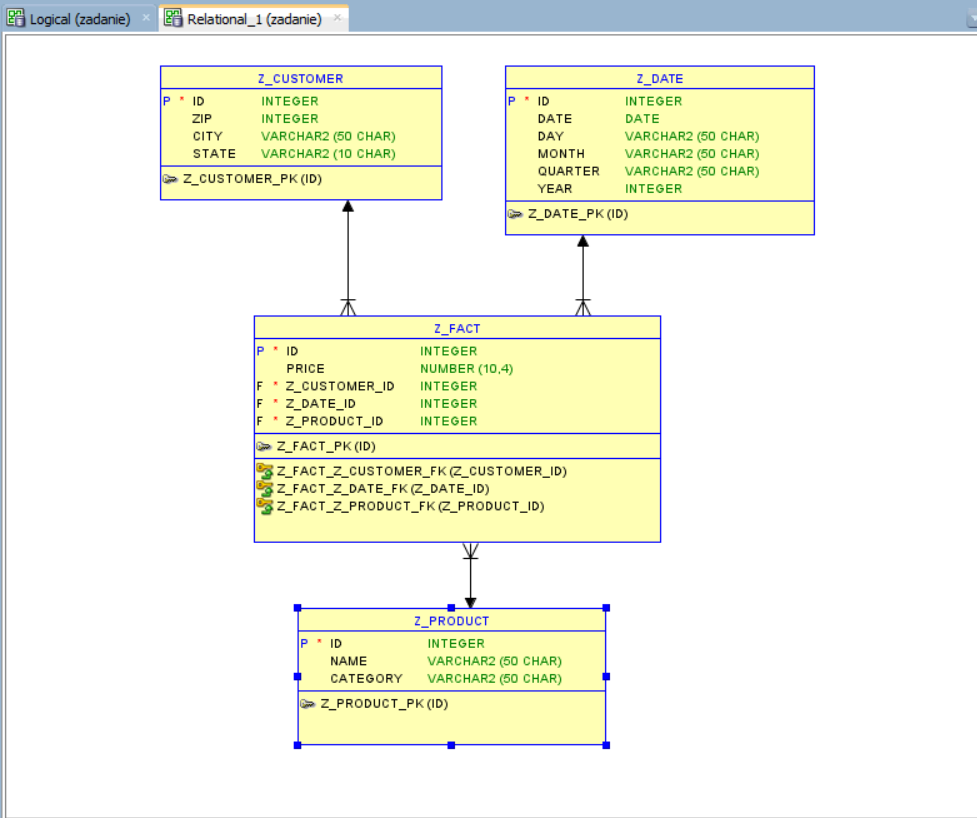 Logical (zadanie) × Relational_1 (zadanie) ×
Z_CUSTOMER
P * ID INTEGER
ZIP INTEGER
CITY VARCHAR2 (50 CHAR)
STATE VARCHAR2 (10 CHAR)
Z_CUSTOMER_PK (ID)
Z_DATE
P * ID INTEGER
DATE DATE
DAY VARCHAR2 (50 CHAR)
MONTH VARCHAR2 (50 CHAR)
QUARTER VARCHAR2 (50 CHAR)
YEAR INTEGER
Z_DATE_PK (ID)
Z_FACT
P * ID INTEGER
PRICE NUMBER (10,4)
F * Z_CUSTOMER_ID INTEGER
F * Z_DATE_ID INTEGER
F * Z_PRODUCT_ID INTEGER
Z_FACT_PK (ID)
Z_FACT_Z_CUSTOMER_FK (Z_CUSTOMER_ID)
Z_FACT_Z_DATE_FK (Z_DATE_ID)
Z_FACT_Z_PRODUCT_FK (Z_PRODUCT_ID)
Z_PRODUCT
P * ID INTEGER
NAME VARCHAR2 (50 CHAR)
CATEGORY VARCHAR2 (50 CHAR)
Z_PRODUCT_PK (ID)